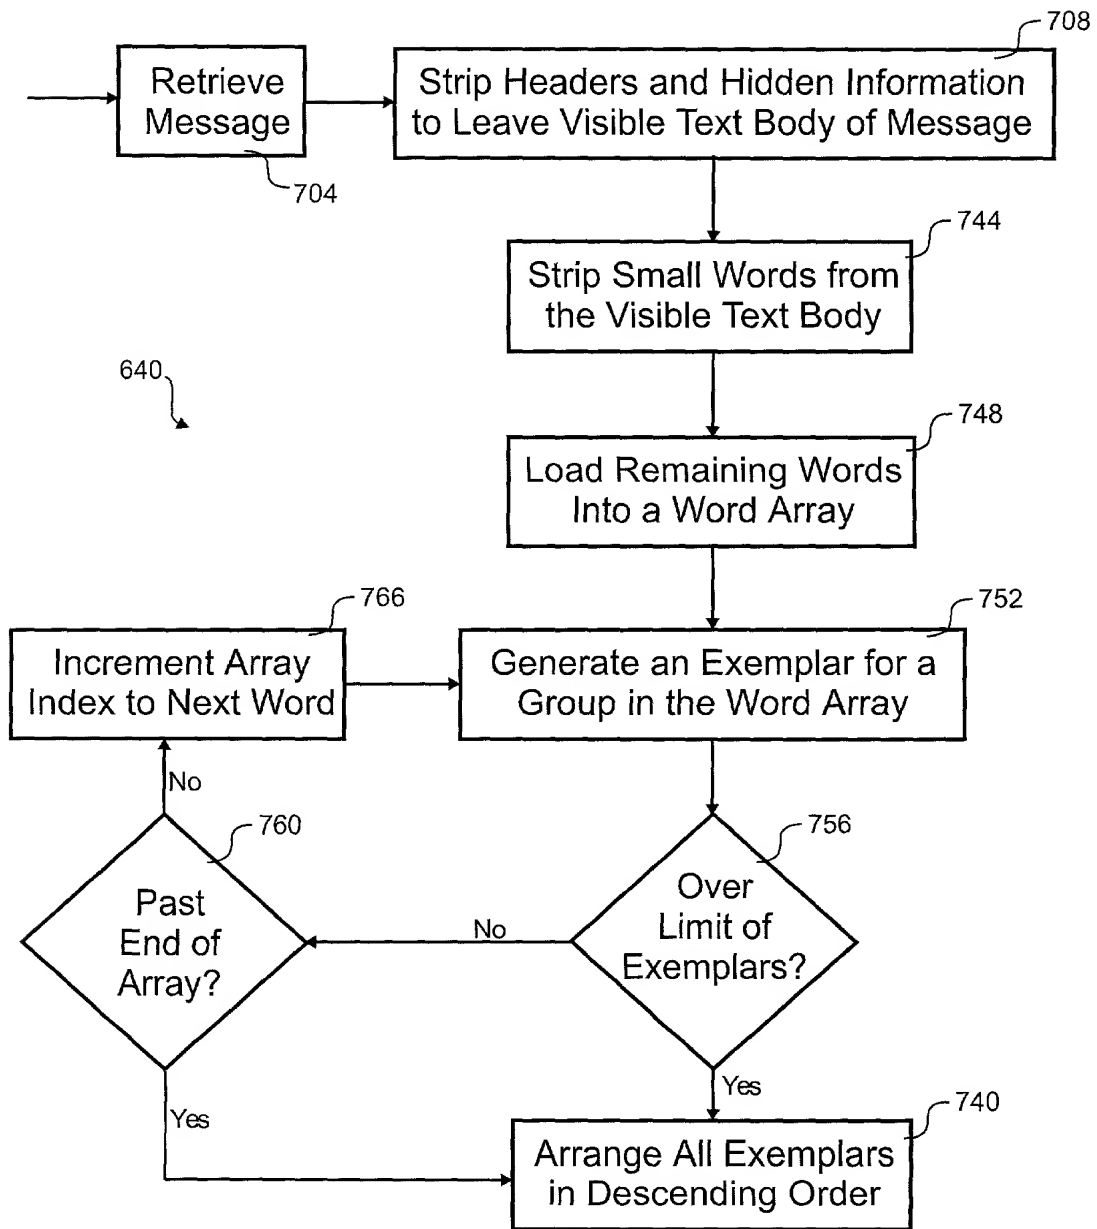 708
Retrieve
Message
Strip Headers and Hidden Information
to Leave Visible Text Body of Message
704
744
Strip Small Words from
the Visible Text Body
640
748
Load Remaining Words
Into a Word Array
766
752
Increment Array
Index to Next Word
Generate an Exemplar for a
Group in the Word Array
No
760
756
Past
End of
Array?
No
Over
Limit of
Exemplars?
Yes
Yes
740
Arrange All Exemplars
in Descending Order